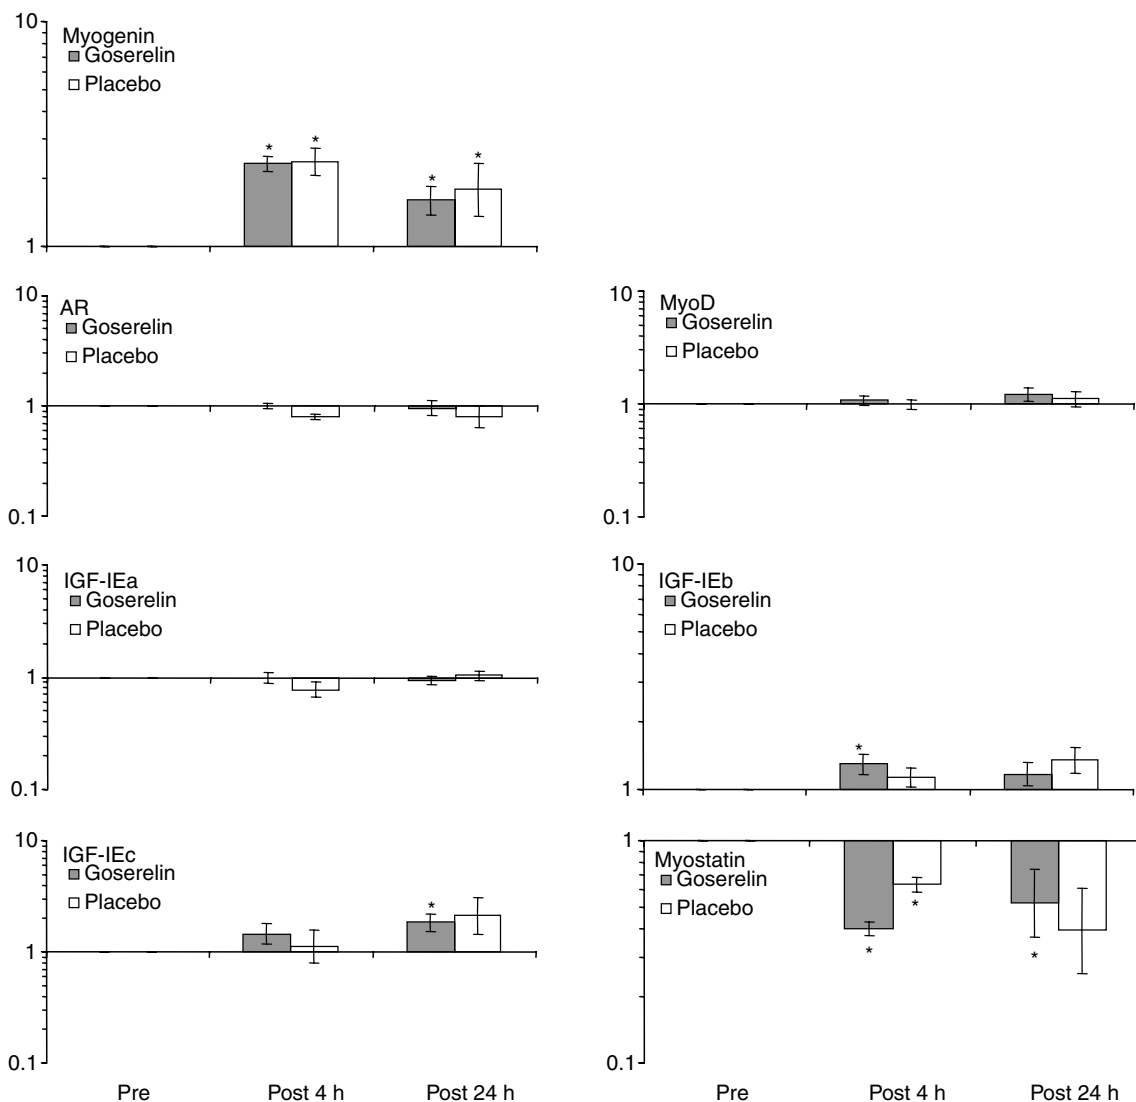 10
Myogenin
Goserelin
Placebo
* * * *
1
10
AR
Goserelin
Placebo
1
0.1
10
MyoD
Goserelin
Placebo
1
0.1
10
IGF-IEa
Goserelin
Placebo
1
0.1
10
IGF-IEb
Goserelin
Placebo
*
1
10
IGF-IEc
Goserelin
Placebo
*
1
0.1
1
Myostatin
Goserelin
Placebo
* * *
0.1
Pre Post 4 h Post 24 h
Pre Post 4 h Post 24 h